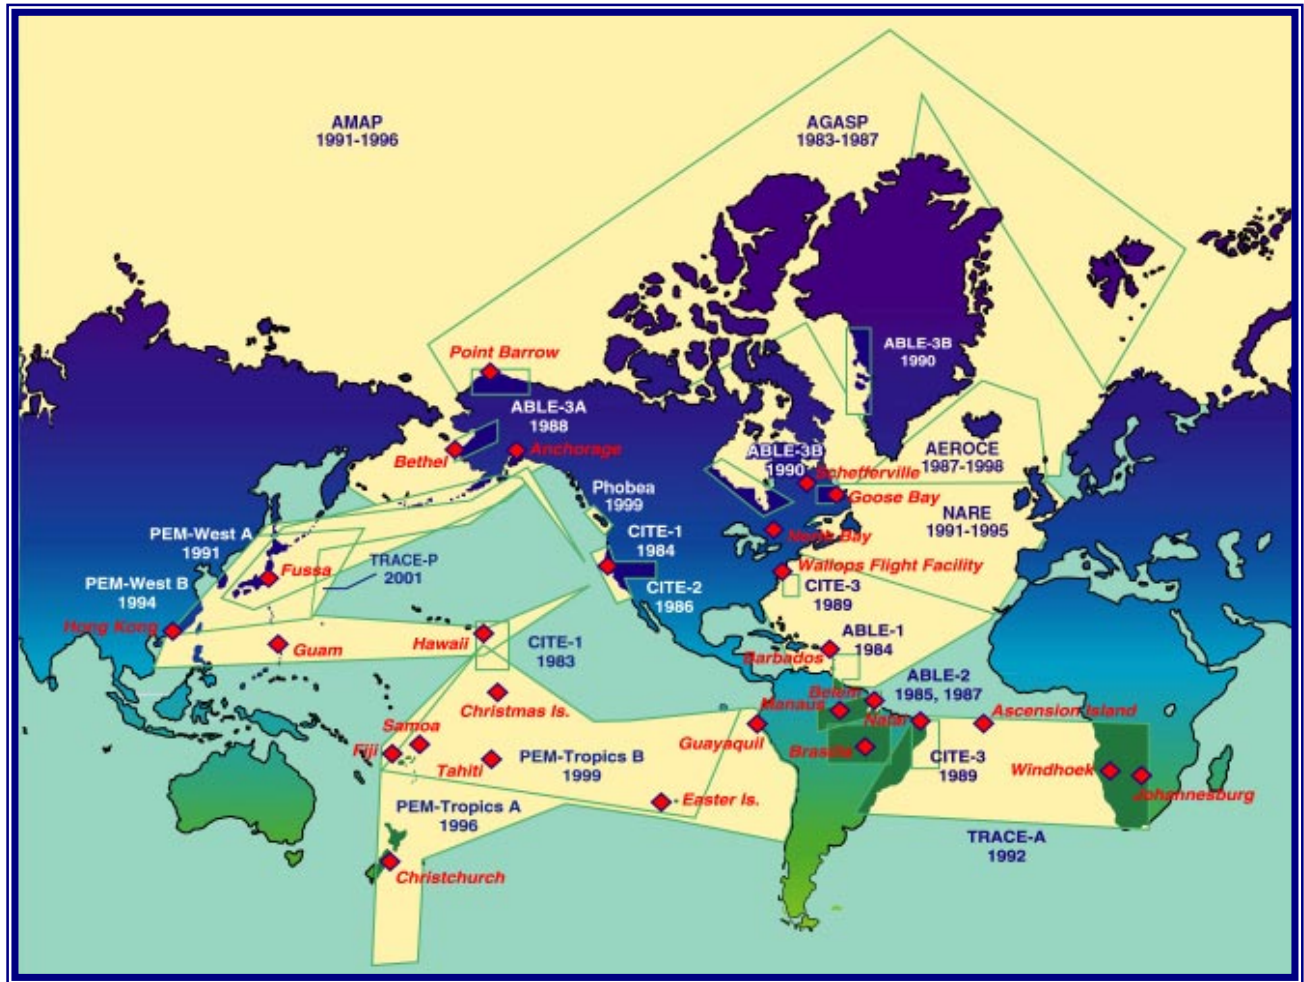 AMAP
1991-1996
AGASP
1983-1987
Point Barrow
ABLE-3B
1990
ABLE-3A
1988
Bethel
Anchorage
ABLE-3B
1990
AEROCE
1987-1998
Schefferville
Goose Bay
Phobea
1999
NARE
1991-1995
PEM-West A
1991
CITE-1
1984
North Bay
TRACE-P
2001
Fussa
Wallops Flight Facility
PEM-West B
1994
CITE-2
1986
CITE-3
1989
Hong Kong
Guam
Hawaii
CITE-1
1983
ABLE-1
1984
Barbados
ABLE-2
1985, 1987
Belem
Manaus
Christmas Is.
Natal
Ascension Island
Samoa
Fiji
Guayaquil
Brasilia
Tahiti
PEM-Tropics B
1999
CITE-3
1989
Windhoek
Johannesburg
Easter Is.
PEM-Tropics A
1996
TRACE-A
1992
Christchurch